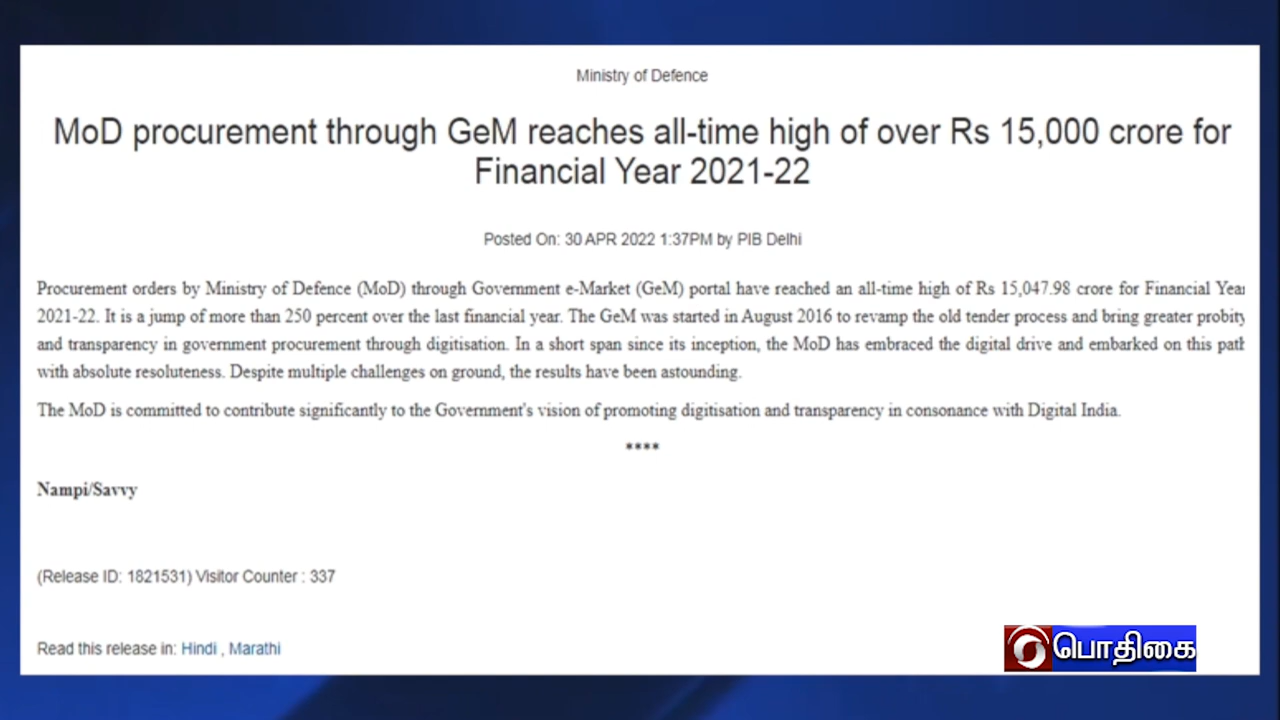 Ministry of Defence
MoD procurement through GeM reaches all-time high of over Rs 15,000 crore for
Financial Year 2021-22
Posted On: 30 APR 2022 1:37PM by PIB Delhi
Procurement orders by Ministry of Defence (MoD) through Government e-Market (GeM) portal have reached an all-time high of Rs 15,047.98 crore for Financial Year
2021-22. It is a jump of more than 250 percent over the last financial year. The GeM was started in August 2016 to revamp the old tender process and bring greater probity
and transparency in government procurement through digitisation. In a short span since its inception, the MoD has embraced the digital drive and embarked on this path
with absolute resoluteness. Despite multiple challenges on ground, the results have been astounding.
The MoD is committed to contribute significantly to the Government's vision of promoting digitisation and transparency in consonance with Digital India.
****
Nampi/Savvy
(Release ID: 1821531) Visitor Counter : 337
Read this release in: Hindi , Marathi
பொதிகை